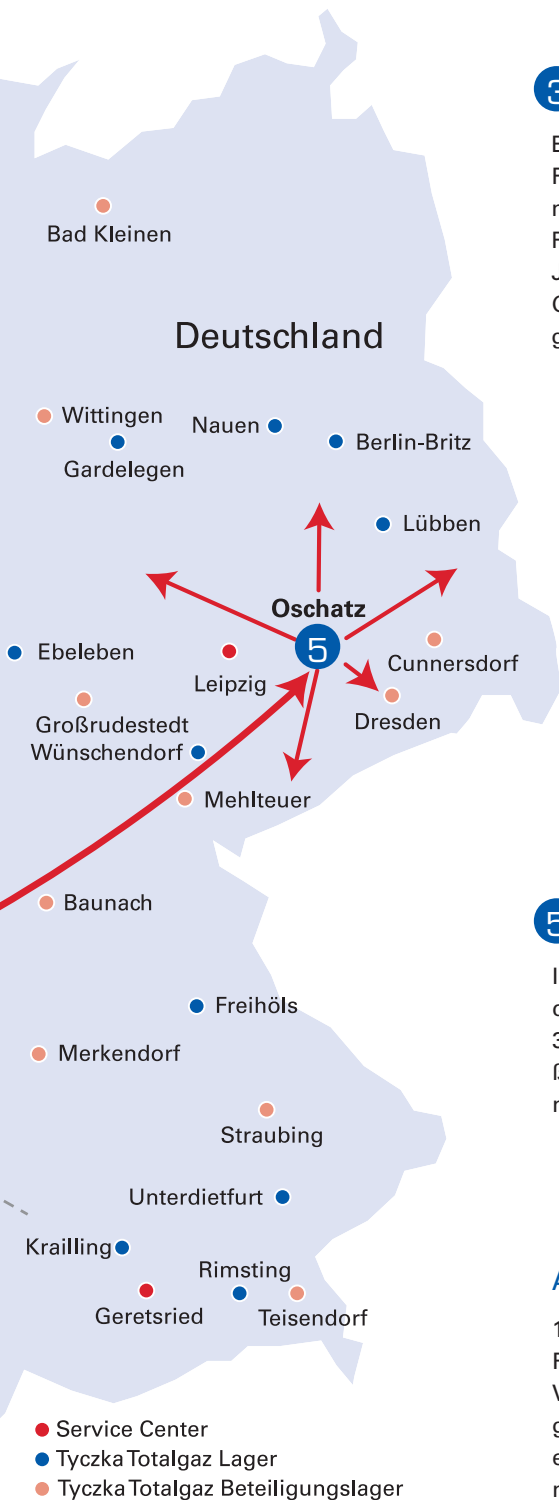 3
Bad Kleinen
Deutschland
Wittingen
Nauen
Gardelegen
Berlin-Britz
Lübben
Oschatz
5
Ebeleben
Leipzig
Cunnersdorf
Großrudestedt
Dresden
Wünschendorf
Mehlteuer
Baunach
5
Freihöls
Merkendorf
Straubing
Unterdietfurt
Krailling
Rimsting
Geretsried
Teisendorf
Service Center
Tyczka Totalgaz Lager
Tyczka Totalgaz Beteiligungslager